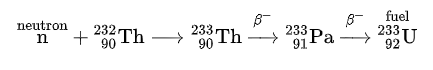 neutron n + ²³²₉₀Th ⟶ ²³³₉₀Th β⁻⟶ ²³³₉₁Pa β⁻⟶ fuel ²³³₉₂U